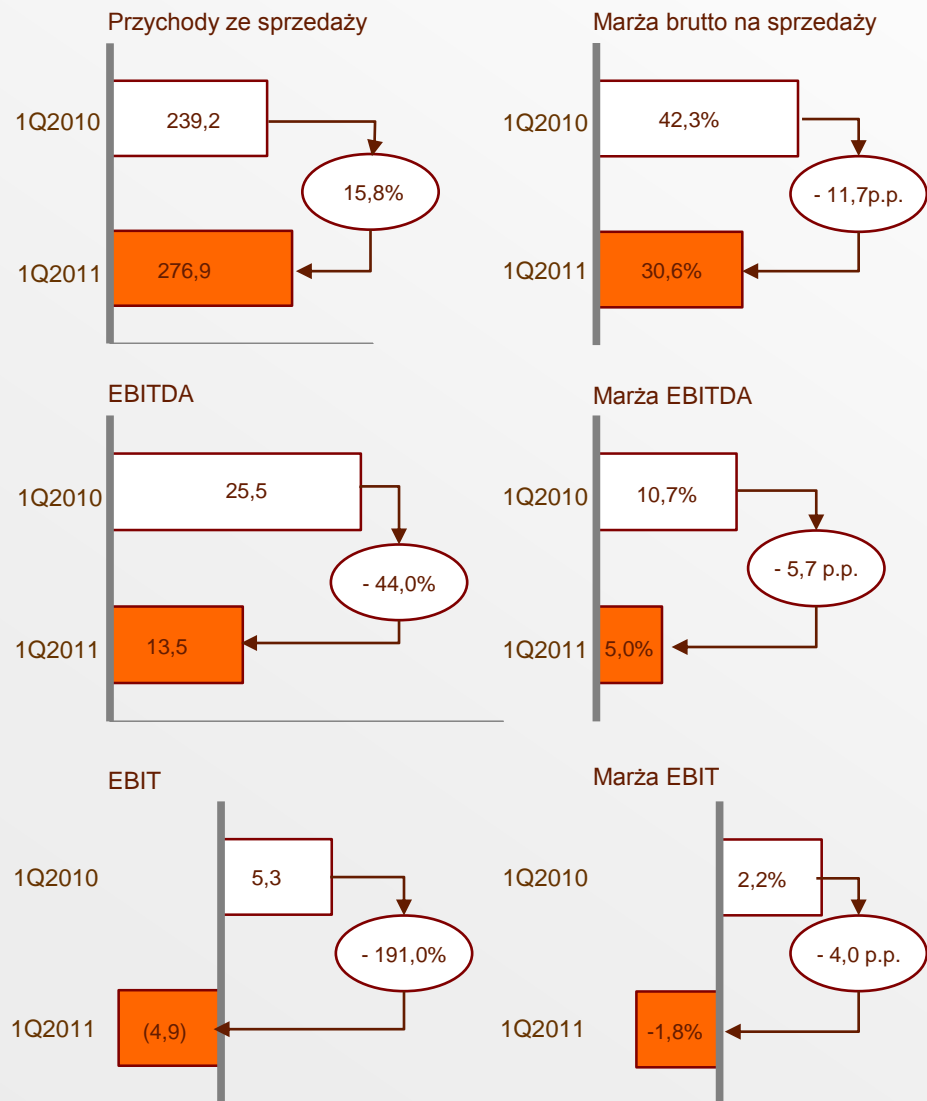 Przychody ze sprzedaży
1Q2010
239,2
15,8%
1Q2011
276,9
Marża brutto na sprzedaży
1Q2010
42,3%
- 11,7p.p.
1Q2011
30,6%
EBITDA
1Q2010
25,5
- 44,0%
1Q2011
13,5
Marża EBITDA
1Q2010
10,7%
- 5,7 p.p.
1Q2011
5,0%
EBIT
1Q2010
5,3
- 191,0%
1Q2011
(4,9)
Marża EBIT
1Q2010
2,2%
- 4,0 p.p.
1Q2011
-1,8%